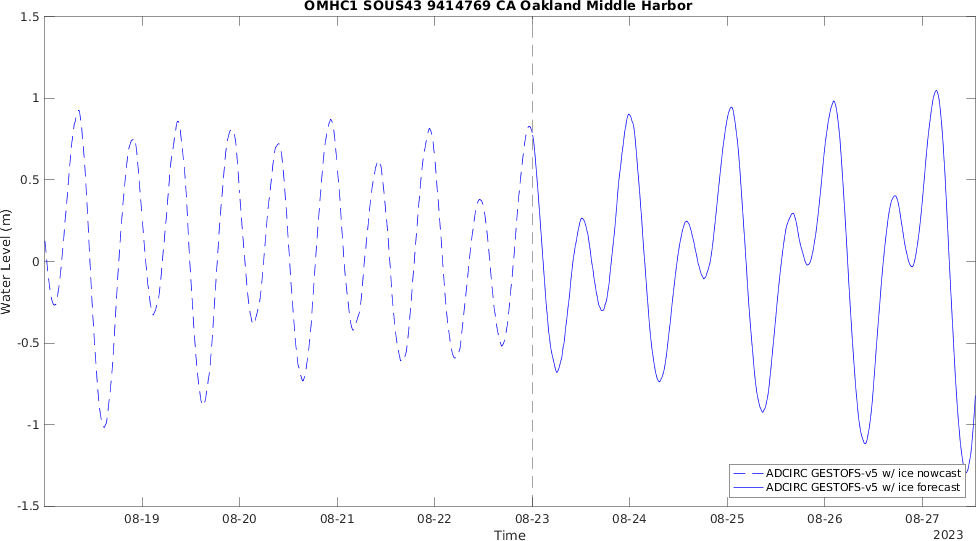 OMHC1 SOUS43 9414769 CA Oakland Middle Harbor
1.5
1
0.5
0
-0.5
-1
-1.5
Water Level (m)
08-19 08-20 08-21 08-22 08-23 08-24 08-25 08-26 08-27
Time
2023
ADCIRC GESTOFS-v5 w/ ice nowcast
ADCIRC GESTOFS-v5 w/ ice forecast